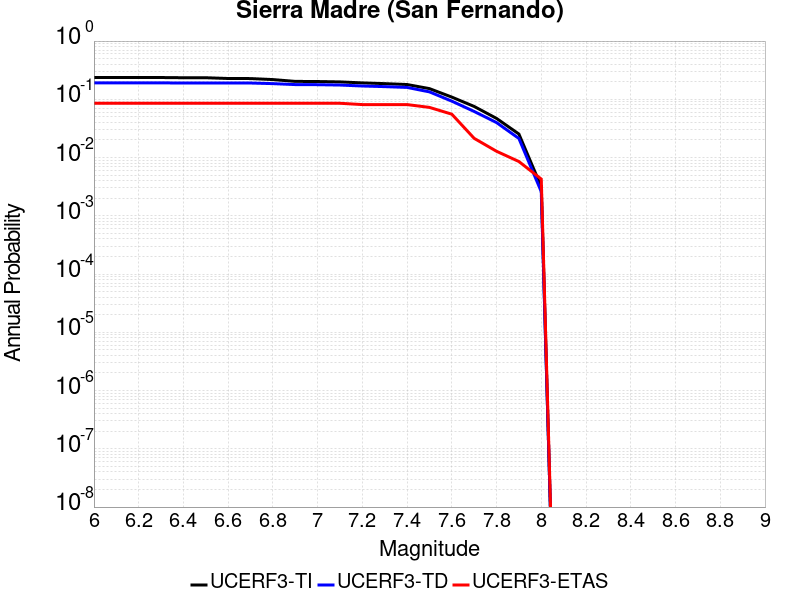 Sierra Madre (San Fernando)
10^0
10^-1
10^-2
10^-3
10^-4
10^-5
10^-6
10^-7
10^-8
Annual Probability
6 6.2 6.4 6.6 6.8 7 7.2 7.4 7.6 7.8 8 8.2 8.4 8.6 8.8 9
Magnitude
UCERF3-TI UCERF3-TD UCERF3-ETAS